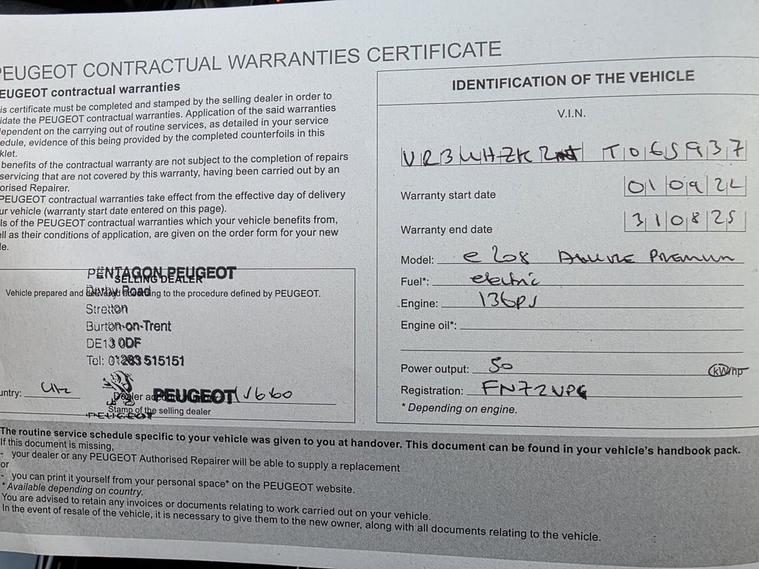 PEUGEOT CONTRACTUAL WARRANTIES CERTIFICATE
EUGEOT contractual warranties
is certificate must be completed and stamped by the selling dealer in order to
idate the PEUGEOT contractual warranties. Application of the said warranties
ependent on the carrying out of routine services, as detailed in your service
edule, evidence of this being provided by the completed counterfoils in this
klet.
benefits of the contractual warranty are not subject to the completion of repairs
servicing that are not covered by this warranty, having been carried out by an
orised Repairer.
PEUGEOT contractual warranties take effect from the effective day of delivery
ur vehicle (warranty start date entered on this page).
ls of the PEUGEOT contractual warranties which your vehicle benefits from,
ell as their conditions of application, are given on the order form for your new
le.
PENTAGON PEUGEOT
SELLING DEALER
Derby Road
Vehicle prepared and according to the procedure defined by PEUGEOT.
Stretton
Burton-on-Trent
DE13 0DF
Tel: 01283 515151
untry:
Dealer
PEUGEOT
Stamp of the selling dealer
PEUGEOT
IDENTIFICATION OF THE VEHICLE
V.I.N.
T065937
Warranty start date 010922
Warranty end date 310825
Model: e 208 Allure Premium
Fuel*: electric
Engine: 136ps
Engine oil*:
Power output: 50 kW/hp
Registration: FN72
* Depending on engine.
The routine service schedule specific to your vehicle was given to you at handover. This document can be found in your vehicle's handbook pack.
If this document is missing,
- your dealer or any PEUGEOT Authorised Repairer will be able to supply a replacement
or
- you can print it yourself from your personal space* on the PEUGEOT website.
* Available depending on country.
You are advised to retain any invoices or documents relating to work carried out on your vehicle.
In the event of resale of the vehicle, it is necessary to give them to the new owner, along with all documents relating to the vehicle.